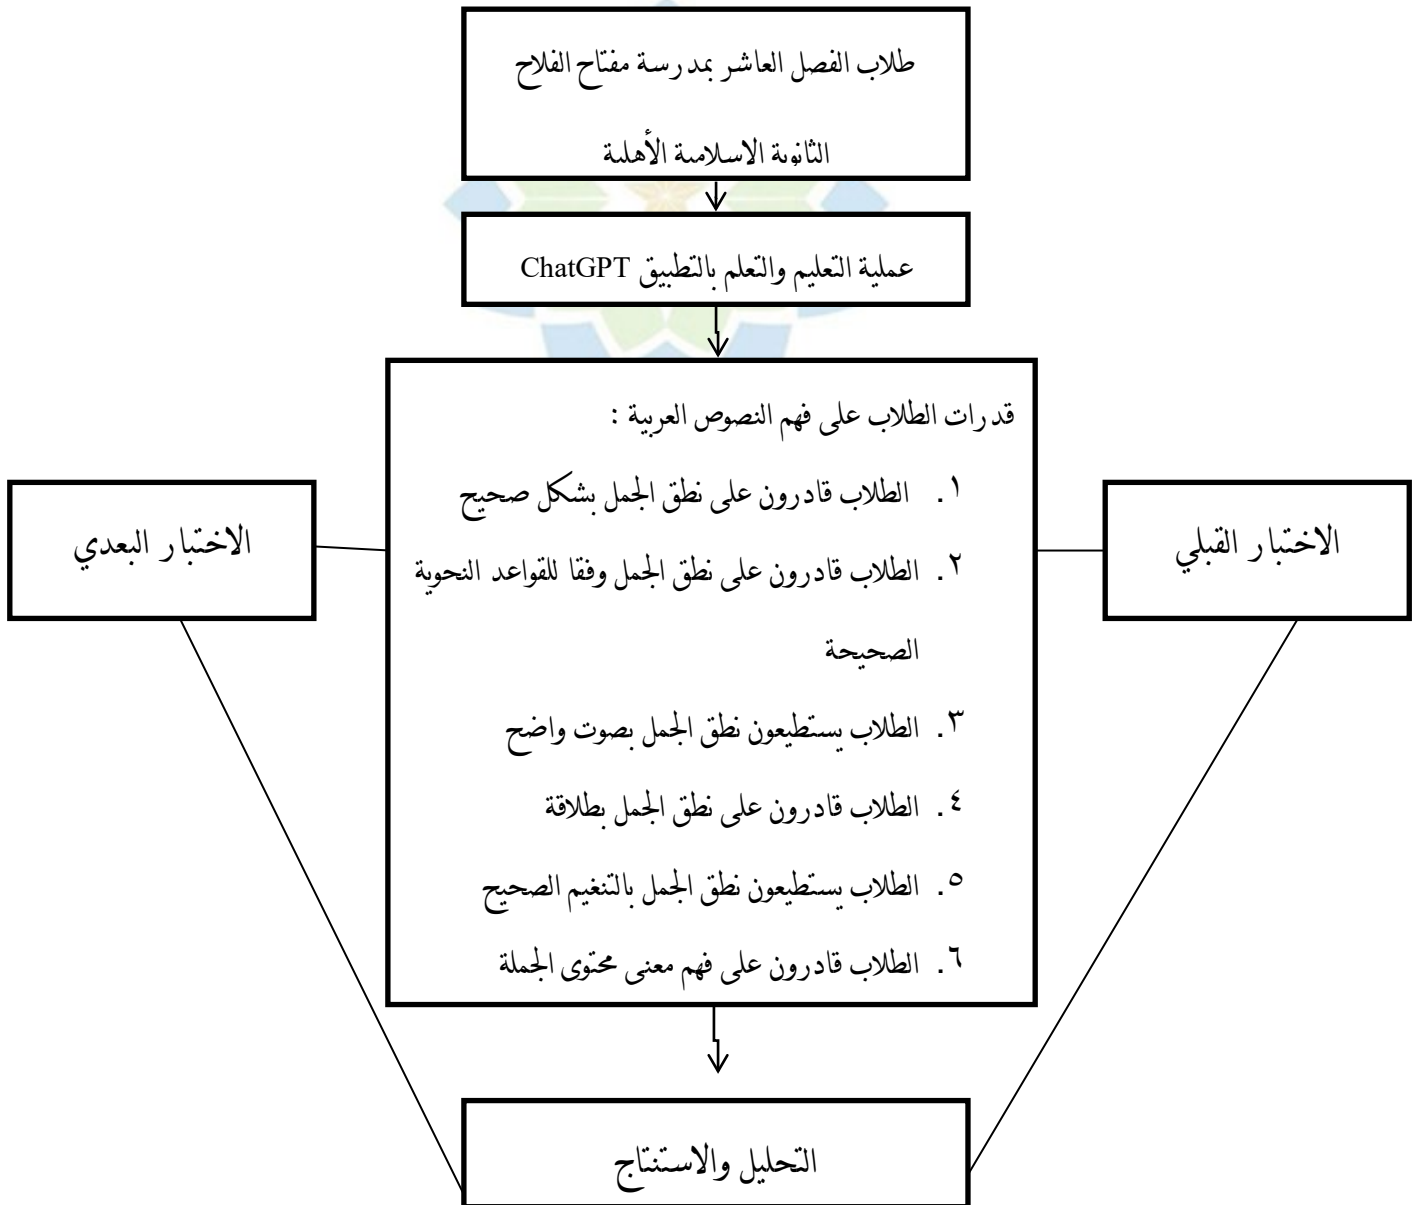 طلاب الفصل العاشر بمدرسة مفتاح الفلاح
الثانوية الاسلامية الأهلية
عملية التعليم والتعلم بالتطبيق ChatGPT
قدرات الطلاب على فهم النصوص العربية :
١. الطلاب قادرون على نطق الجمل بشكل صحيح
٢. الطلاب قادرون على نطق الجمل وفقا للقواعد النحوية
الصحيحة
٣. الطلاب يستطيعون نطق الجمل بصوت واضح
٤. الطلاب قادرون على نطق الجمل بطلاقة
٥. الطلاب يستطيعون نطق الجمل بالتنغيم الصحيح
٦. الطلاب قادرون على فهم معنى محتوى الجملة
الاختبار القبلي
الاختبار البعدي
التحليل والاستنتاج